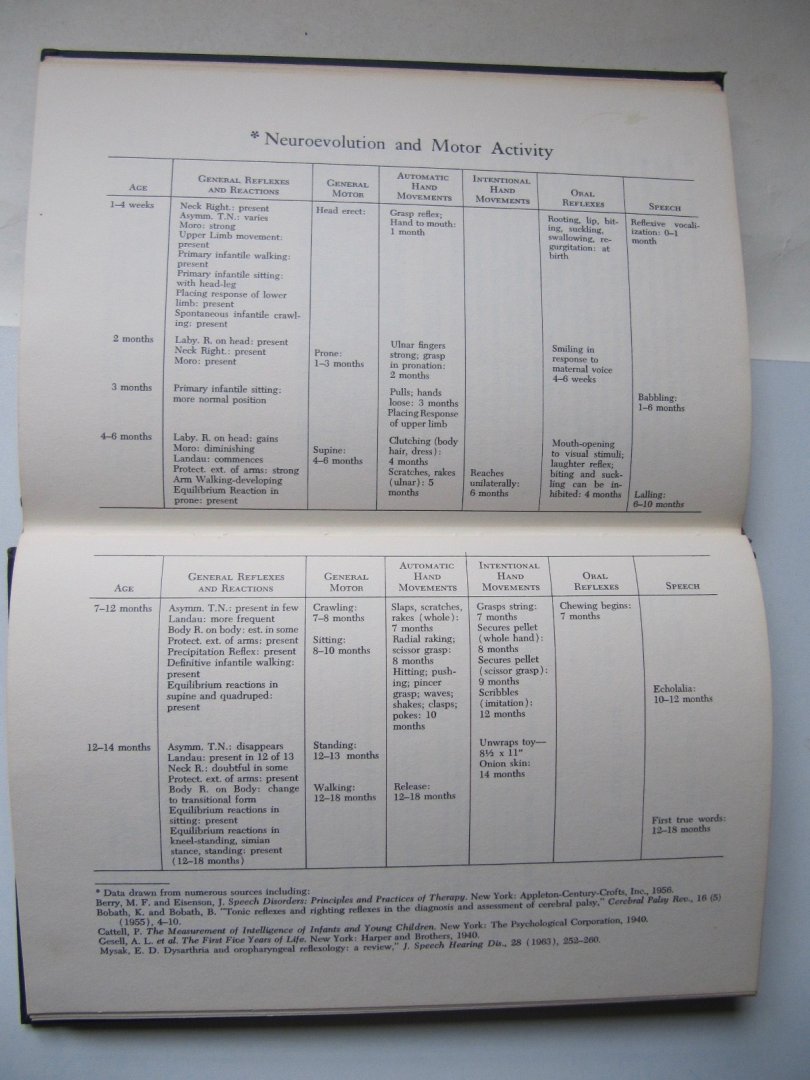 * Neuroevolution and Motor Activity
AGE
GENERAL REFLEXES
AND REACTIONS
GENERAL
MOTOR
AUTOMATIC
HAND
MOVEMENTS
INTENTIONAL
HAND
MOVEMENTS
ORAL
REFLEXES
SPEECH
1–4 weeks
Neck Right.: present
Asymm. T.N.: varies
Moro: strong
Upper Limb movement:
present
Primary infantile walking:
present
Primary infantile sitting:
with head-leg
Placing response of lower
limb: present
Spontaneous infantile crawl-
ing: present
Head erect:
Grasp reflex;
Hand to mouth:
1 month
Rooting, lip, bit-
ing, suckling,
swallowing, re-
gurgitation: at
birth
Reflexive vocali-
ization: 0–1
month
2 months
Laby. R. on head: present
Neck Right.: present
Moro: present
Prone:
1–3 months
Ulnar fingers
strong; grasp
in pronation:
2 months
Smiling in
response to
maternal voice
4–6 weeks
3 months
Primary infantile sitting:
more normal position
Pulls; hands
loose: 3 months
Placing Response
of upper limb
Babbling:
1–6 months
4–6 months
Laby. R. on head: gains
Moro: diminishing
Landau: commences
Protect. ext. of arms: strong
Arm Walking-developing
Equilibrium Reaction in
prone: present
Supine:
4–6 months
Clutching (body
hair, dress):
4 months
Scratches, rakes
(ulnar): 5
months
Reaches
unilaterally:
6 months
Mouth-opening
to visual stimuli;
laughter reflex;
biting and suck-
ling can be in-
hibited: 4 months
Lalling:
6–10 months
AGE
GENERAL REFLEXES
AND REACTIONS
GENERAL
MOTOR
AUTOMATIC
HAND
MOVEMENTS
INTENTIONAL
HAND
MOVEMENTS
ORAL
REFLEXES
SPEECH
7–12 months
Asymm. T.N.: present in few
Landau: more frequent
Body R. on body: est. in some
Protect. ext. of arms: present
Precipitation Reflex: present
Definitive infantile walking:
present
Equilibrium reactions in
supine and quadruped:
present
Crawling:
7–8 months
Sitting:
8–10 months
Slaps, scratches,
rakes (whole):
7 months
Radial raking;
scissor grasp:
8 months
Hitting; push-
ing; pincer
grasp; waves;
shakes; clasps;
pokes: 10
months
Grasps string:
7 months
Secures pellet
(whole hand):
8 months
Secures pellet
(scissor grasp):
9 months
Scribbles
(imitation):
12 months
Chewing begins:
7 months
Echolalia:
10–12 months
12–14 months
Asymm. T.N.: disappears
Landau: present in 12 of 13
Neck R.: doubtful in some
Protect. ext. of arms: present
Body R. on Body: change
to transitional form
Equilibrium reactions in
sitting: present
Equilibrium reactions in
kneel-standing, simian
stance, standing: present
(12–18 months)
Standing:
12–13 months
Walking:
12–18 months
Release:
12–18 months
Unwraps toy—
8½ x 11"
Onion skin:
14 months
First true words:
12–18 months
* Data drawn from numerous sources including:
Berry, M. F. and Eisenson, J. Speech Disorders: Principles and Practices of Therapy. New York: Appleton-Century-Crofts, Inc., 1956.
Bobath, K. and Bobath, B. "Tonic reflexes and righting reflexes in the diagnosis and assessment of cerebral palsy," Cerebral Palsy Rev., 16 (5)
(1955), 4–10.
Cattell, P. The Measurement of Intelligence of Infants and Young Children. New York: The Psychological Corporation, 1940.
Gesell, A. L. et al. The First Five Years of Life. New York: Harper and Brothers, 1940.
Mysak, E. D. Dysarthria and oropharyngeal reflexology: a review," J. Speech Hearing Dis., 28 (1963), 252–260.